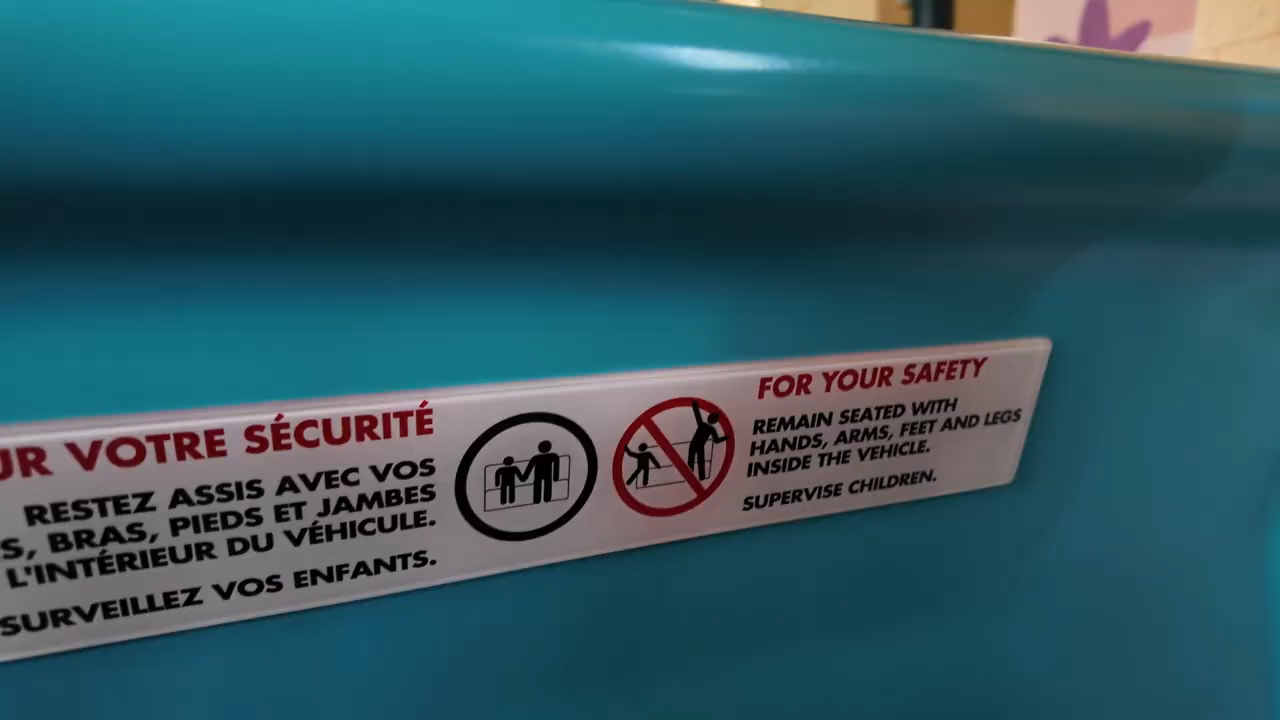 VOTRE SÉCURITÉ
RESTEZ ASSIS AVEC VOS
BRAS, PIEDS ET JAMBES
L'INTÉRIEUR DU VÉHICULE.
SURVEILLEZ VOS ENFANTS.
FOR YOUR SAFETY
REMAIN SEATED WITH
HANDS, ARMS, FEET AND LEGS
INSIDE THE VEHICLE.
SUPERVISE CHILDREN.